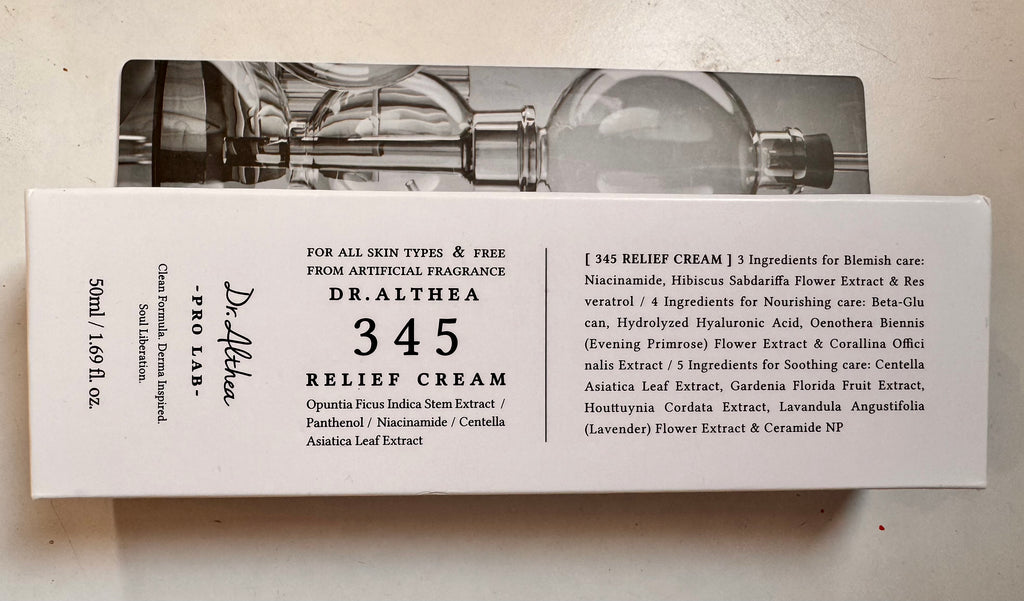 50ml / 1.69 fl. oz.
Clean Formula. Derma Inspired.
Soul Liberation.
-PRO LAB-
Dr.Althea
FOR ALL SKIN TYPES & FREE
FROM ARTIFICIAL FRAGRANCE
DR.ALTHEA
345
RELIEF CREAM
Opuntia Ficus Indica Stem Extract /
Panthenol / Niacinamide / Centella
Asiatica Leaf Extract
[ 345 RELIEF CREAM ] 3 Ingredients for Blemish care:
Niacinamide, Hibiscus Sabdariffa Flower Extract & Res
veratrol / 4 Ingredients for Nourishing care: Beta-Glu
can, Hydrolyzed Hyaluronic Acid, Oenothera Biennis
(Evening Primrose) Flower Extract & Corallina Offici
nalis Extract / 5 Ingredients for Soothing care: Centella
Asiatica Leaf Extract, Gardenia Florida Fruit Extract,
Houttuynia Cordata Extract, Lavandula Angustifolia
(Lavender) Flower Extract & Ceramide NP